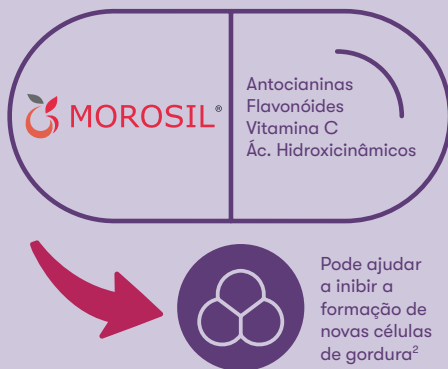 MOROSIL®
Antocianinas
Flavonóides
Vitamina C
Ác. Hidroxicinâmicos
Pode ajudar
a inibir a
formação de
novas células
de gordura²